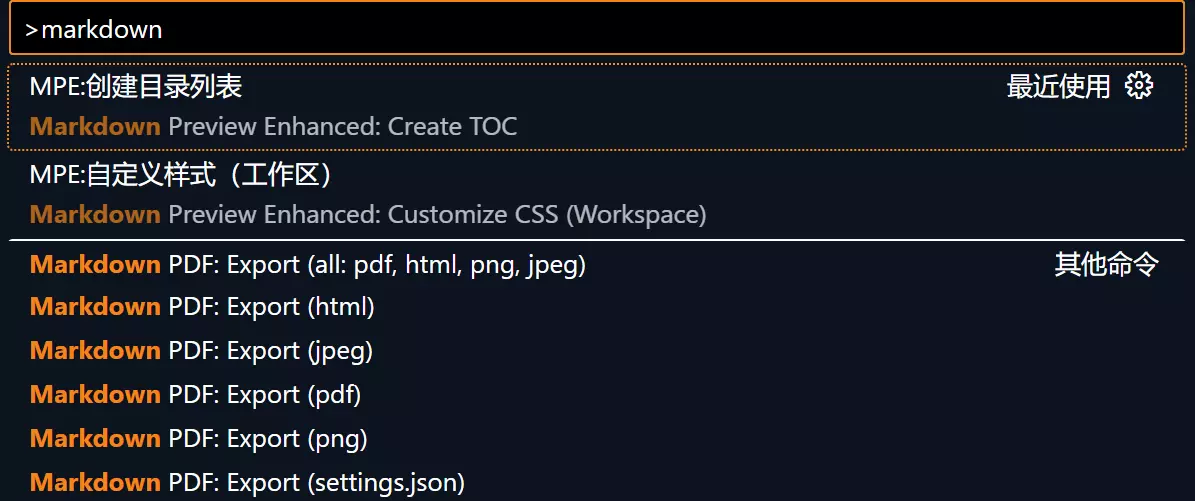 >markdown
MPE:创建目录列表 最近使用
Markdown Preview Enhanced: Create TOC
MPE:自定义样式（工作区）
Markdown Preview Enhanced: Customize CSS (Workspace)
Markdown PDF: Export (all: pdf, html, png, jpeg) 其他命令
Markdown PDF: Export (html)
Markdown PDF: Export (jpeg)
Markdown PDF: Export (pdf)
Markdown PDF: Export (png)
Markdown PDF: Export (settings.json)